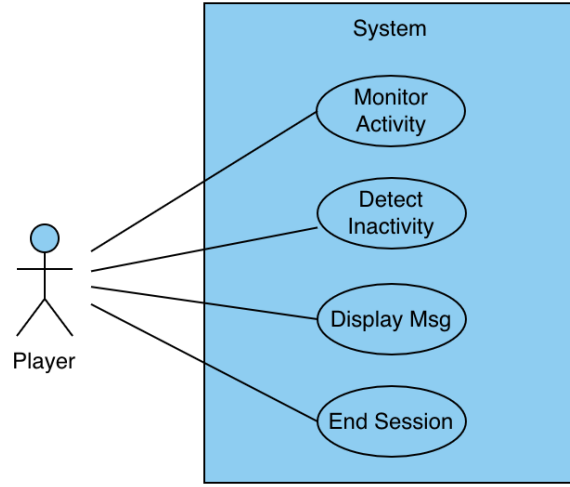 System
Monitor
Activity
Detect
Inactivity
Display Msg
Player
End Session